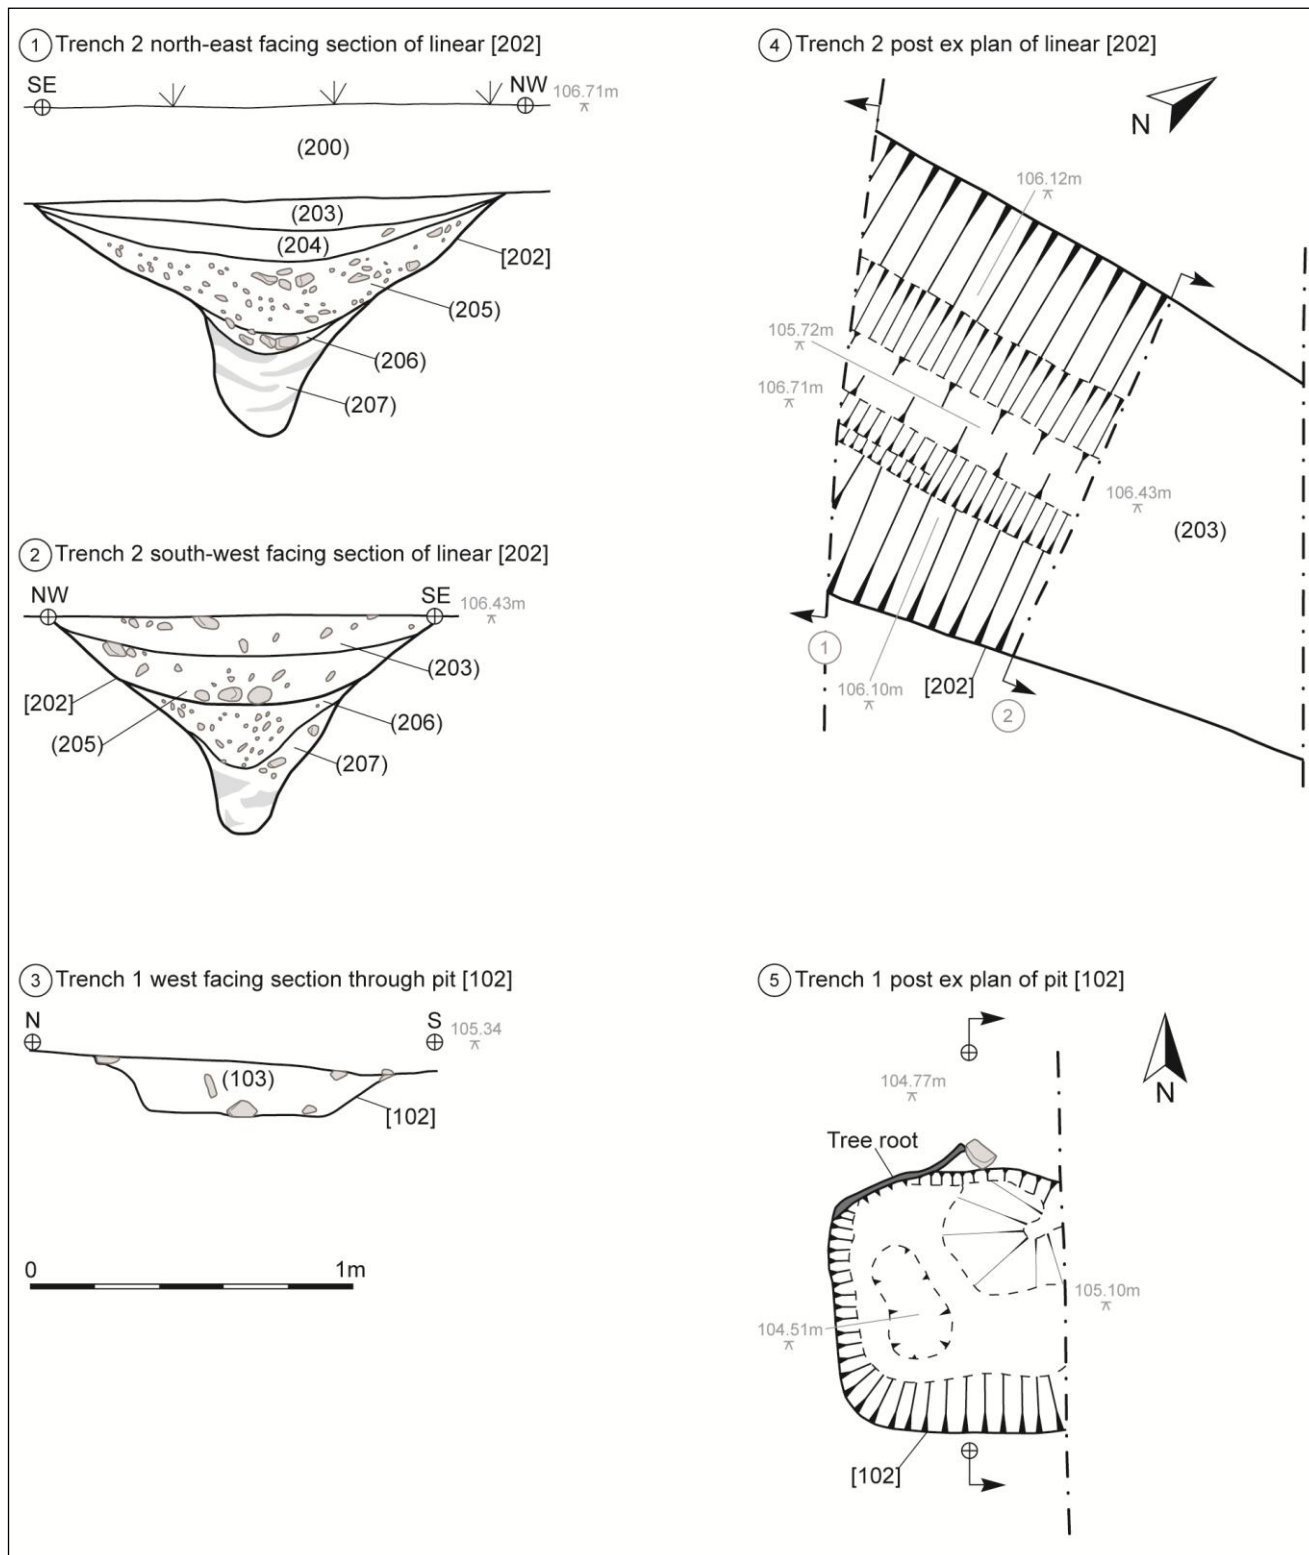 1 Trench 2 north-east facing section of linear [202]
SE
NW
106.71m
(200)
(203)
(204)
[202]
(205)
(206)
(207)
2 Trench 2 south-west facing section of linear [202]
NW
SE
106.43m
(203)
[202]
(206)
(205)
(207)
3 Trench 1 west facing section through pit [102]
N
S
105.34
(103)
[102]
0
1m
4 Trench 2 post ex plan of linear [202]
N
106.12m
105.72m
106.71m
106.43m
(203)
1
106.10m
[202]
2
5 Trench 1 post ex plan of pit [102]
104.77m
N
Tree root
105.10m
104.51m
[102]